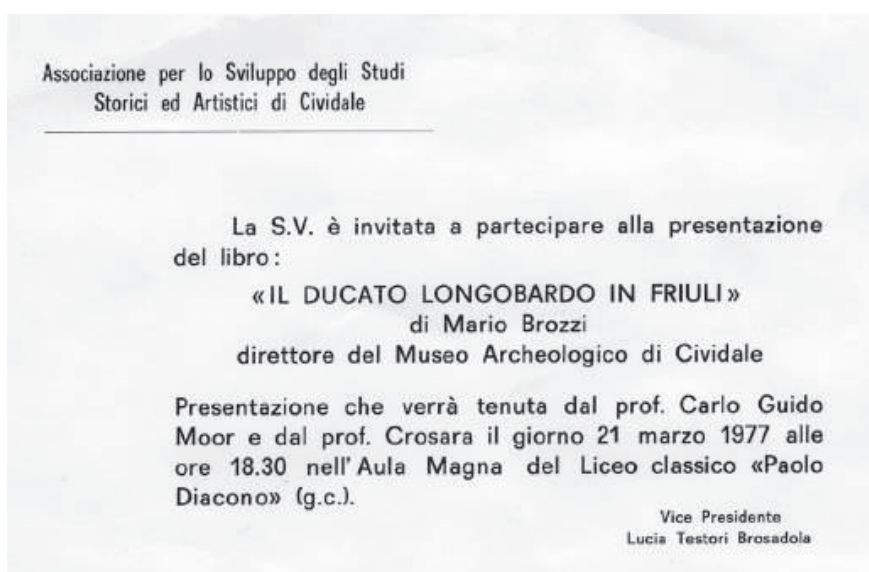 Associazione per lo Sviluppo degli Studi
Storici ed Artistici di Cividale
La S.V. è invitata a partecipare alla presentazione
del libro :
«IL DUCATO LONGOBARDO IN FRIULI»
di Mario Brozzi
direttore del Museo Archeologico di Cividale
Presentazione che verrà tenuta dal prof. Carlo Guido
Moor e dal prof. Crosara il giorno 21 marzo 1977 alle
ore 18.30 nell'Aula Magna del Liceo classico «Paolo
Diacono» (g.c.).
Vice Presidente
Lucia Testori Brosadola